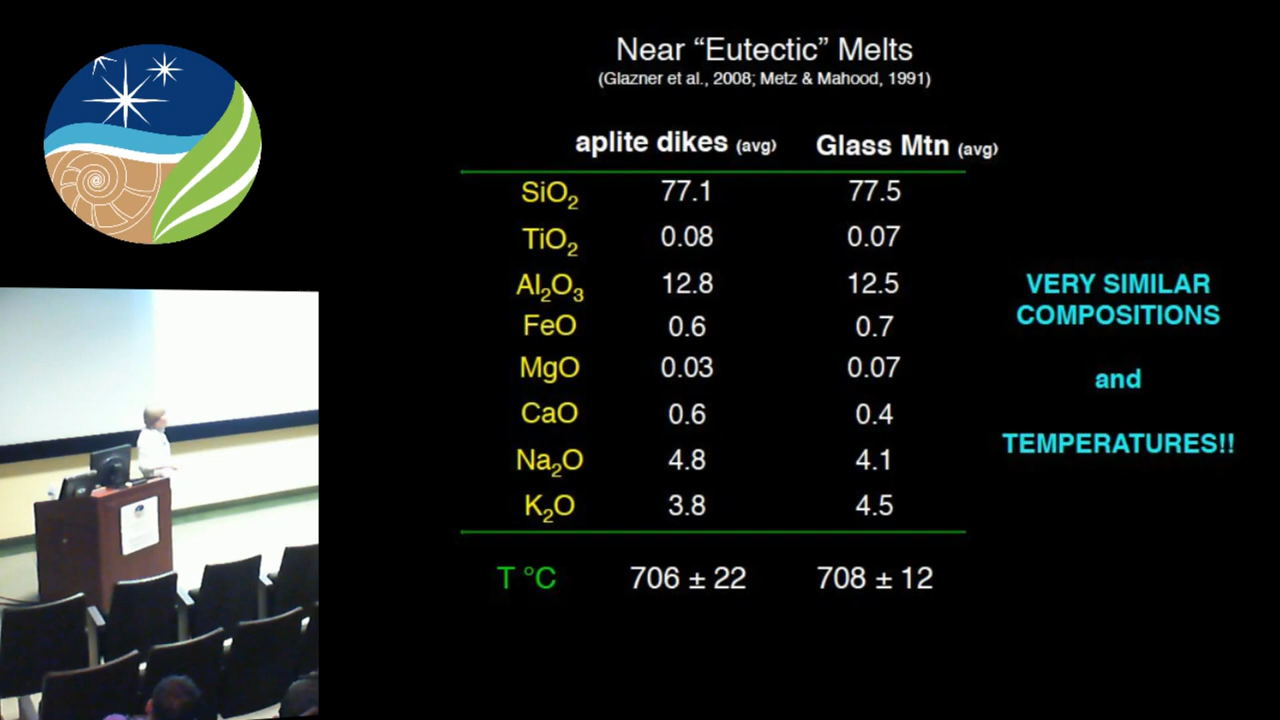 Near “Eutectic” Melts
(Glazner et al., 2008; Metz & Mahood, 1991)
aplite dikes (avg) Glass Mtn (avg)
SiO₂ 77.1 77.5
TiO₂ 0.08 0.07
Al₂O₃ 12.8 12.5
FeO 0.6 0.7
MgO 0.03 0.07
CaO 0.6 0.4
Na₂O 4.8 4.1
K₂O 3.8 4.5
T °C 706 ± 22 708 ± 12
VERY SIMILAR
COMPOSITIONS
and
TEMPERATURES!!